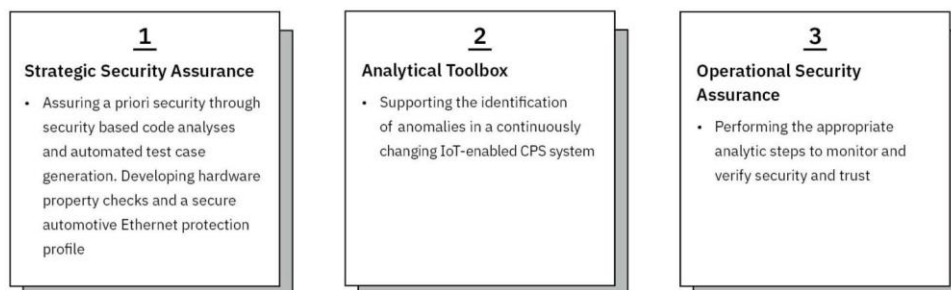 1
Strategic Security Assurance
• Assuring a priori security through
security based code analyses
and automated test case
generation. Developing hardware
property checks and a secure
automotive Ethernet protection
profile
2
Analytical Toolbox
• Supporting the identification
of anomalies in a continuously
changing IoT-enabled CPS system
3
Operational Security
Assurance
• Performing the appropriate
analytic steps to monitor and
verify security and trust